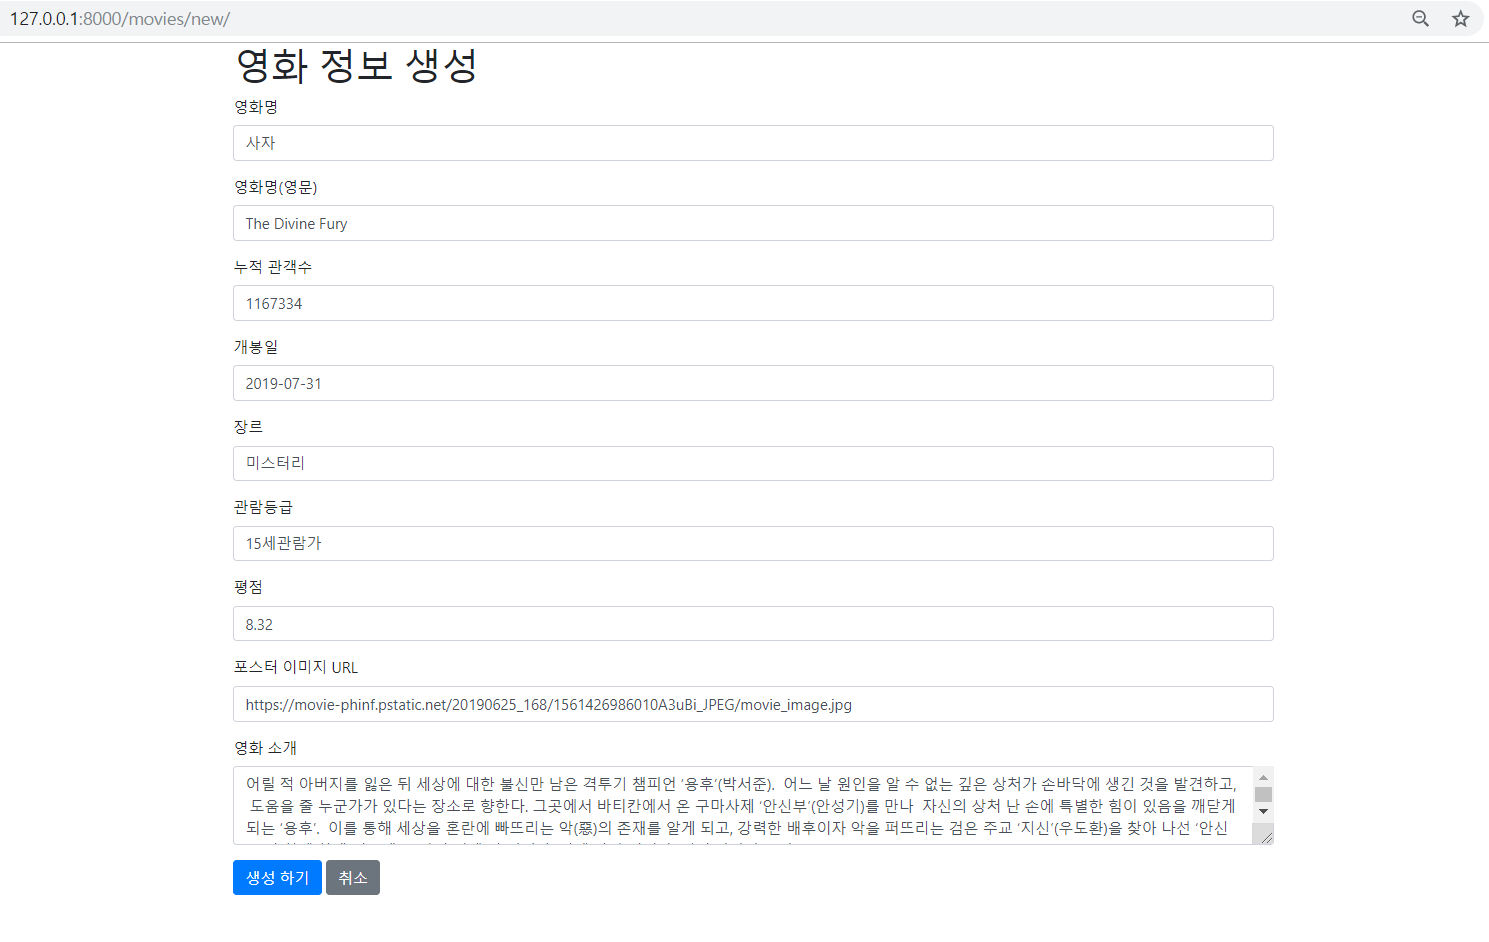 127.0.0.1:8000/movies/new/
영화 정보 생성
영화명
사자
영화명(영문)
The Divine Fury
누적 관객수
1167334
개봉일
2019-07-31
장르
미스터리
관람등급
15세관람가
평점
8.32
포스터 이미지 URL
https://movie-phinf.pstatic.net/20190625_168/1561426986010A3uBi_JPEG/movie_image.jpg
영화 소개
어릴 적 아버지를 잃은 뒤 세상에 대한 불신만 남은 격투기 챔피언 ‘용후’(박서준).  어느 날 원인을 알 수 없는 깊은 상처가 손바닥에 생긴 것을 발견하고,
도움을 줄 누군가가 있다는 장소로 향한다. 그곳에서 바티칸에서 온 구마사제 ‘안신부’(안성기)를 만나  자신의 상처 난 손에 특별한 힘이 있음을 깨닫게
되는 ‘용후’.  이를 통해 세상을 혼란에 빠뜨리는 악(惡)의 존재를 알게 되고, 강력한 배후이자 악을 퍼뜨리는 검은 주교 ‘지신’(우도환)을 찾아 나선 ‘안신
생성 하기 취소